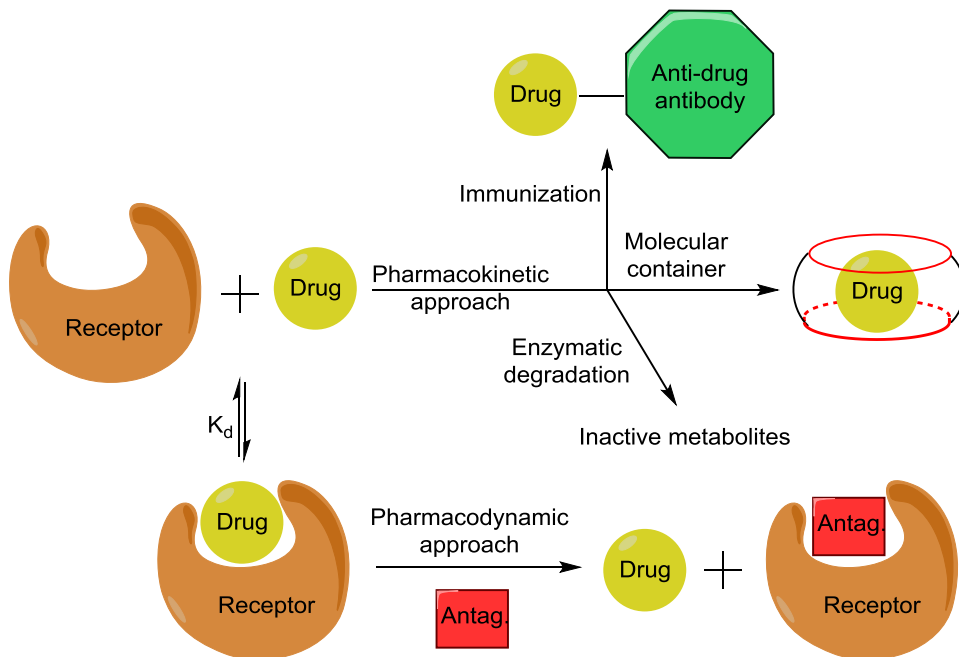 Drug
Anti-drug
antibody
Immunization
Molecular
container
Receptor
+
Drug
Pharmacokinetic
approach
Drug
Enzymatic
degradation
Inactive metabolites
Kd
Drug
Receptor
Pharmacodynamic
approach
Antag.
Drug
+
Antag.
Receptor